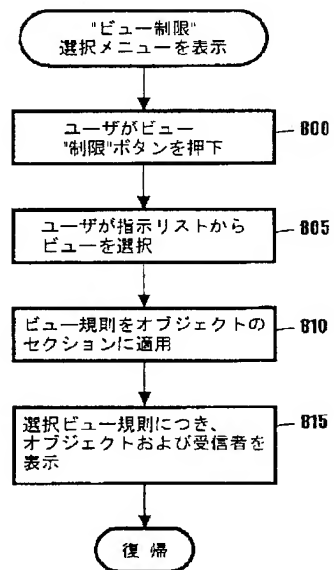 "ビュー制限"
選択メニューを表示
ユーザがビュー
"制限"ボタンを押下
800
ユーザが指示リストから
ビューを選択
805
ビュー規則をオブジェクトの
セクションに適用
810
選択ビュー規則につき、
オブジェクトおよび受信者を
表示
815
復帰